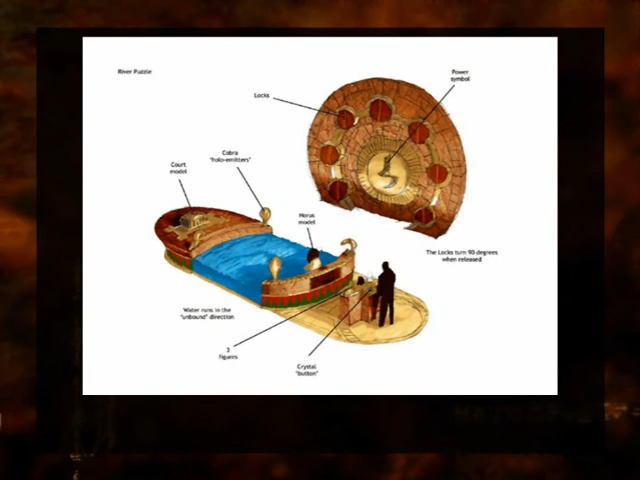 River Puzzle
Power
symbol
Locks
Cobra
"holo-emitters"
Court
model
Horus
model
The Locks turn 90 degrees
when released
Water runs in the
"unbound" direction
3
figures
Crystal
"button"